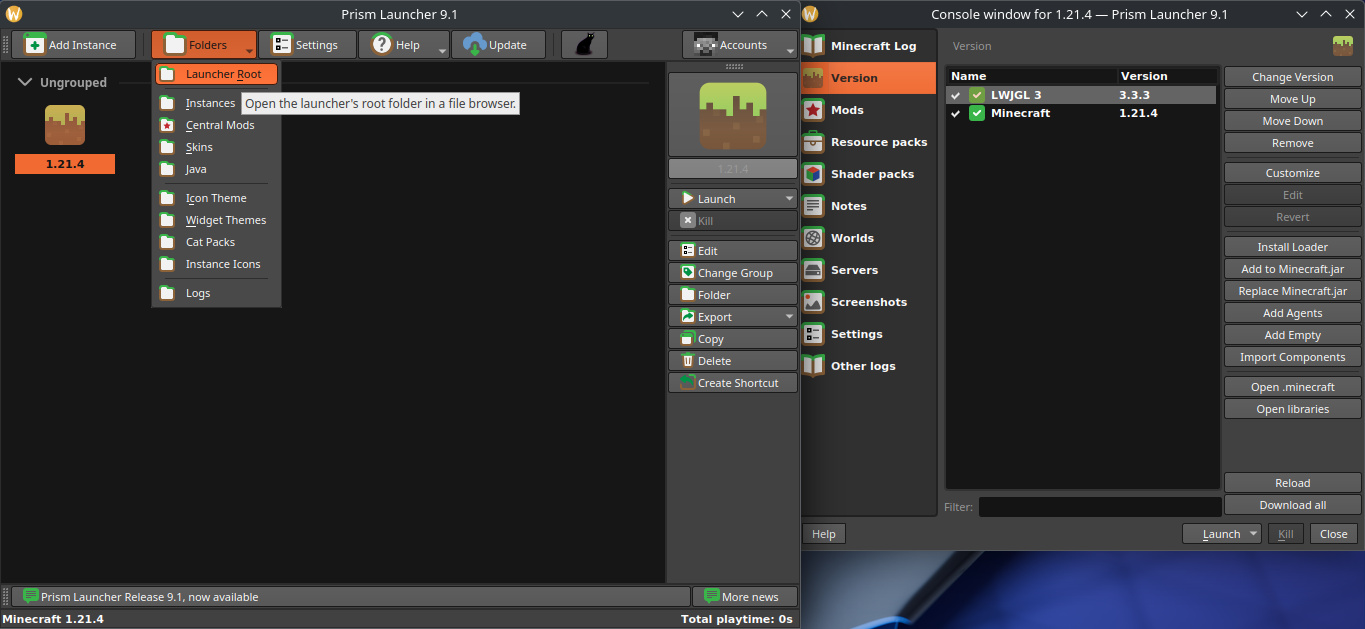 Prism Launcher 9.1
Add Instance
Folders
Settings
Help
Update
Accounts
Ungrouped
1.21.4
Launcher Root
Instances
Open the launcher's root folder in a file browser.
Central Mods
Skins
Java
Icon Theme
Widget Themes
Cat Packs
Instance Icons
Logs
1.21.4
Launch
Kill
Edit
Change Group
Folder
Export
Copy
Delete
Create Shortcut
Prism Launcher Release 9.1, now available
More news
Minecraft 1.21.4
Total playtime: 0s
Console window for 1.21.4 — Prism Launcher 9.1
Minecraft Log
Version
Mods
Resource packs
Shader packs
Notes
Worlds
Servers
Screenshots
Settings
Other logs
Version
Name Version
LWJGL 3 3.3.3
Minecraft 1.21.4
Filter:
Change Version
Move Up
Move Down
Remove
Customize
Edit
Revert
Install Loader
Add to Minecraft.jar
Replace Minecraft.jar
Add Agents
Add Empty
Import Components
Open .minecraft
Open libraries
Reload
Download all
Help
Launch
Kill
Close